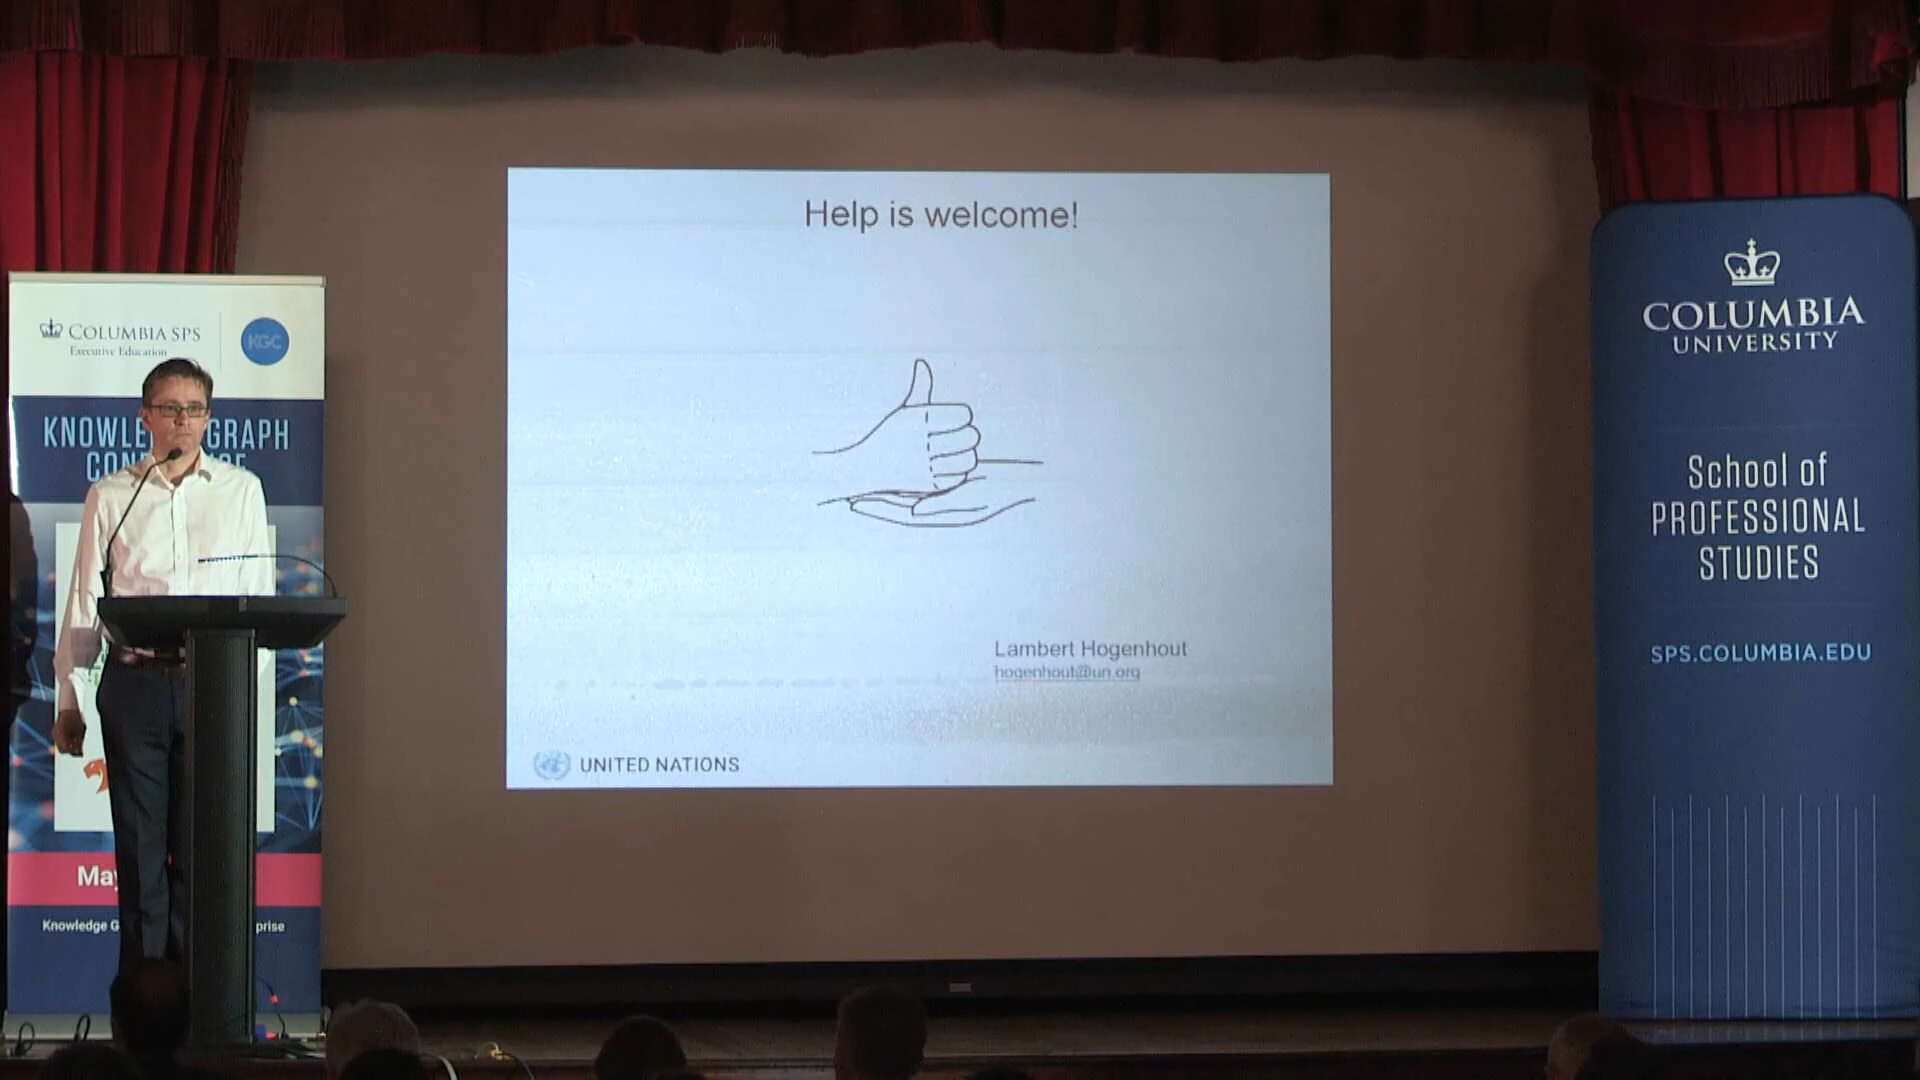 COLUMBIA SPS
Executive Education
KGC
KNOWLE GRAPH
CON
May
Knowledge G prise
Help is welcome!
Lambert Hogenhout
hogenhout@un.org
UNITED NATIONS
COLUMBIA
UNIVERSITY
School of
PROFESSIONAL
STUDIES
SPS.COLUMBIA.EDU